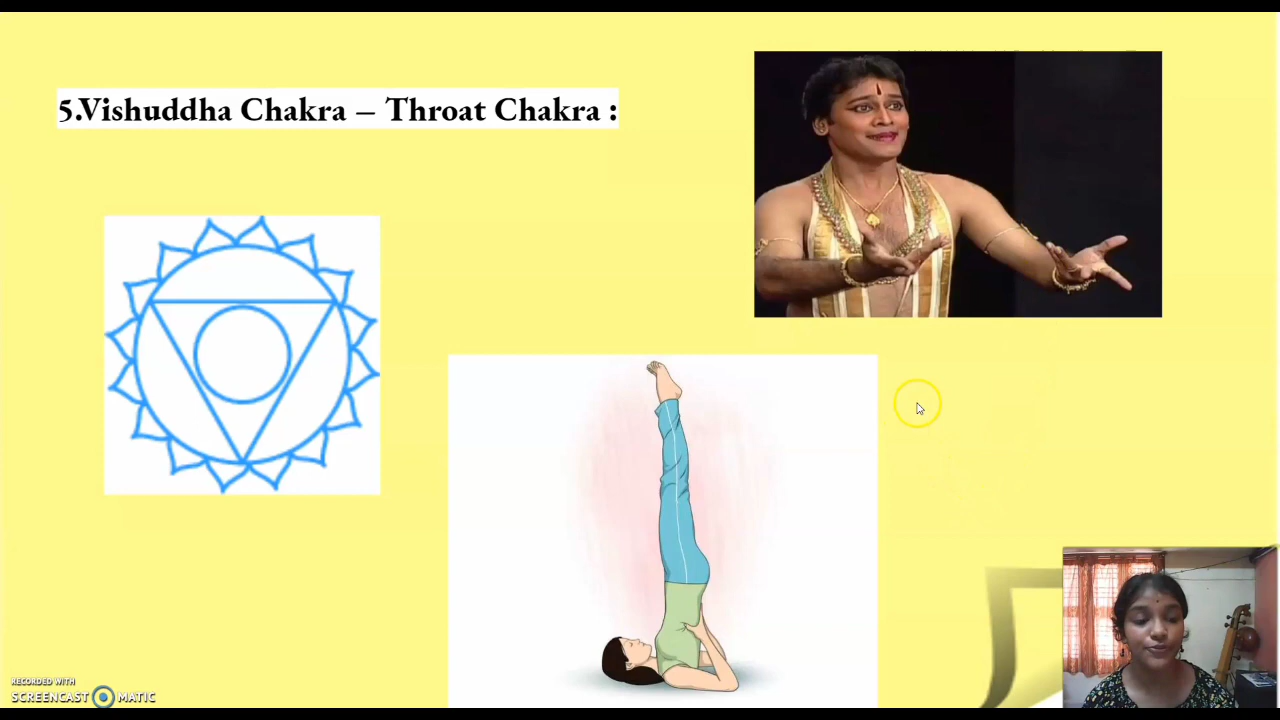 5.Vishuddha Chakra – Throat Chakra :
RECORDED WITH
SCREENCAST MATIC